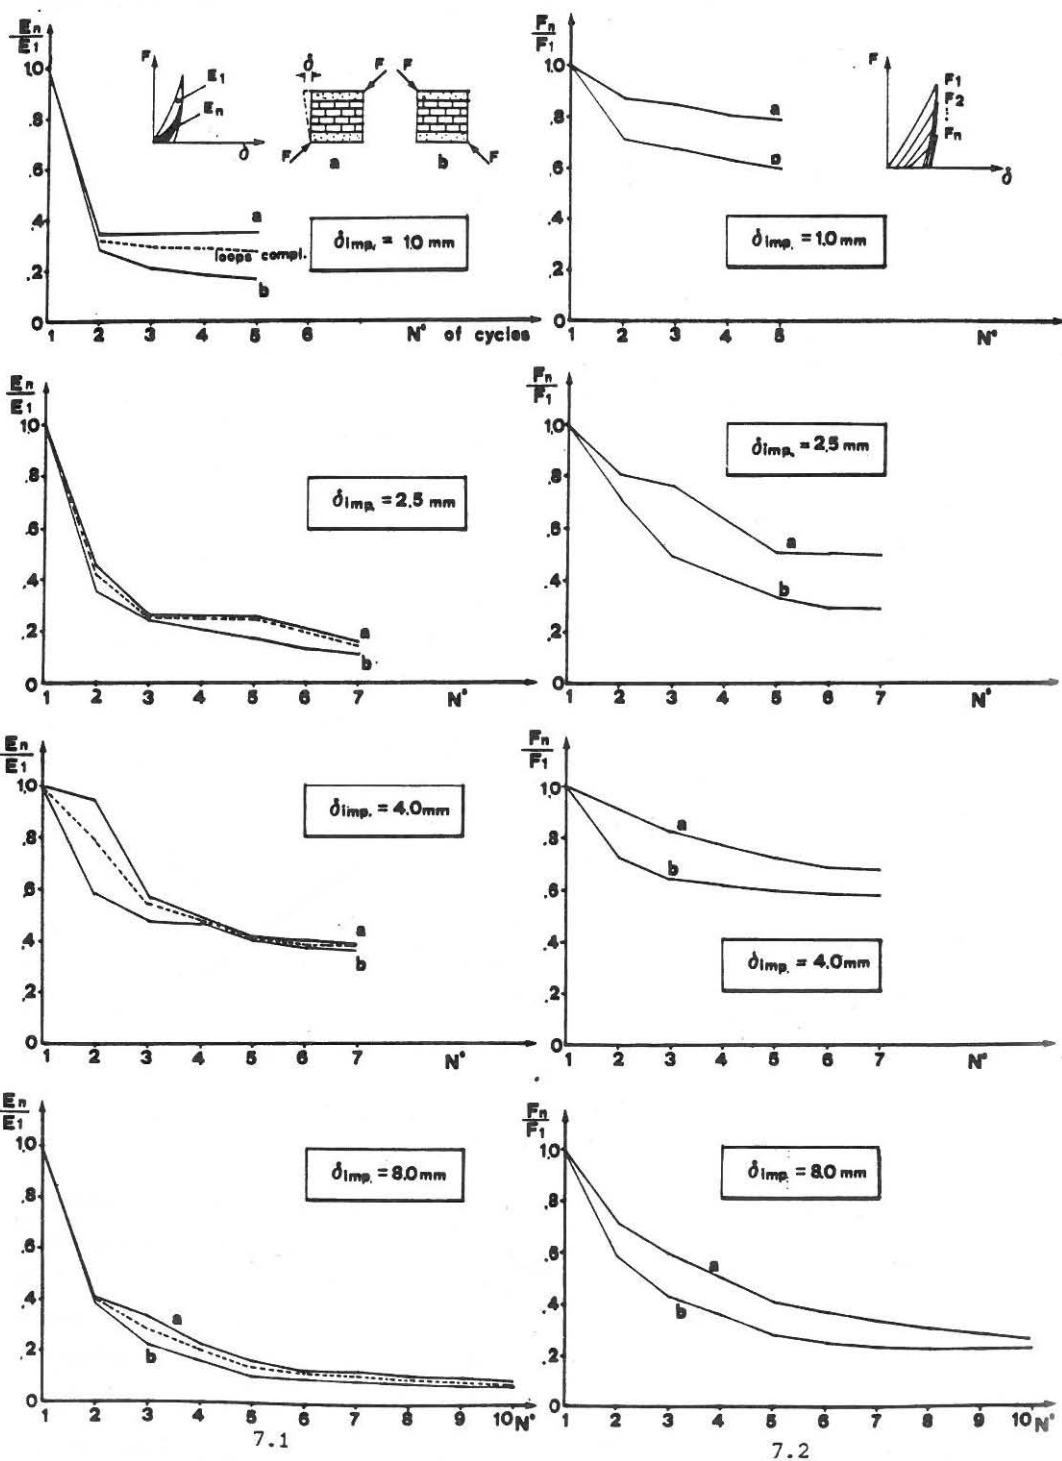 En/E1
1.0
.8
.6
.4
.2
0
1 2 3 4 5 6 N° of cycles
F
E1
En
δ
δ
F
F
a
F
F
b
a
loops compl.
b
δimp. = 1.0 mm
Fn/F1
1.0
.8
.6
.4
.2
0
1 2 3 4 5 N°
a
b
F
F1
F2
Fn
δ
δimp. = 1.0 mm
En/E1
1.0
.8
.6
.4
.2
0
1 2 3 4 5 6 7 N°
a
b
δimp. = 2.5 mm
Fn/F1
1.0
.8
.6
.4
.2
0
1 2 3 4 5 6 7 N°
a
b
δimp. = 2.5 mm
En/E1
1.0
.8
.6
.4
.2
0
1 2 3 4 5 6 7 N°
a
b
δimp. = 4.0 mm
Fn/F1
1.0
.8
.6
.4
.2
0
1 2 3 4 5 6 7 N°
a
b
δimp. = 4.0 mm
En/E1
1.0
.8
.6
.4
.2
0
1 2 3 4 5 6 7 8 9 10 N°
a
b
δimp. = 8.0 mm
7.1
Fn/F1
1.0
.8
.6
.4
.2
0
1 2 3 4 5 6 7 8 9 10 N°
a
b
δimp. = 8.0 mm
7.2